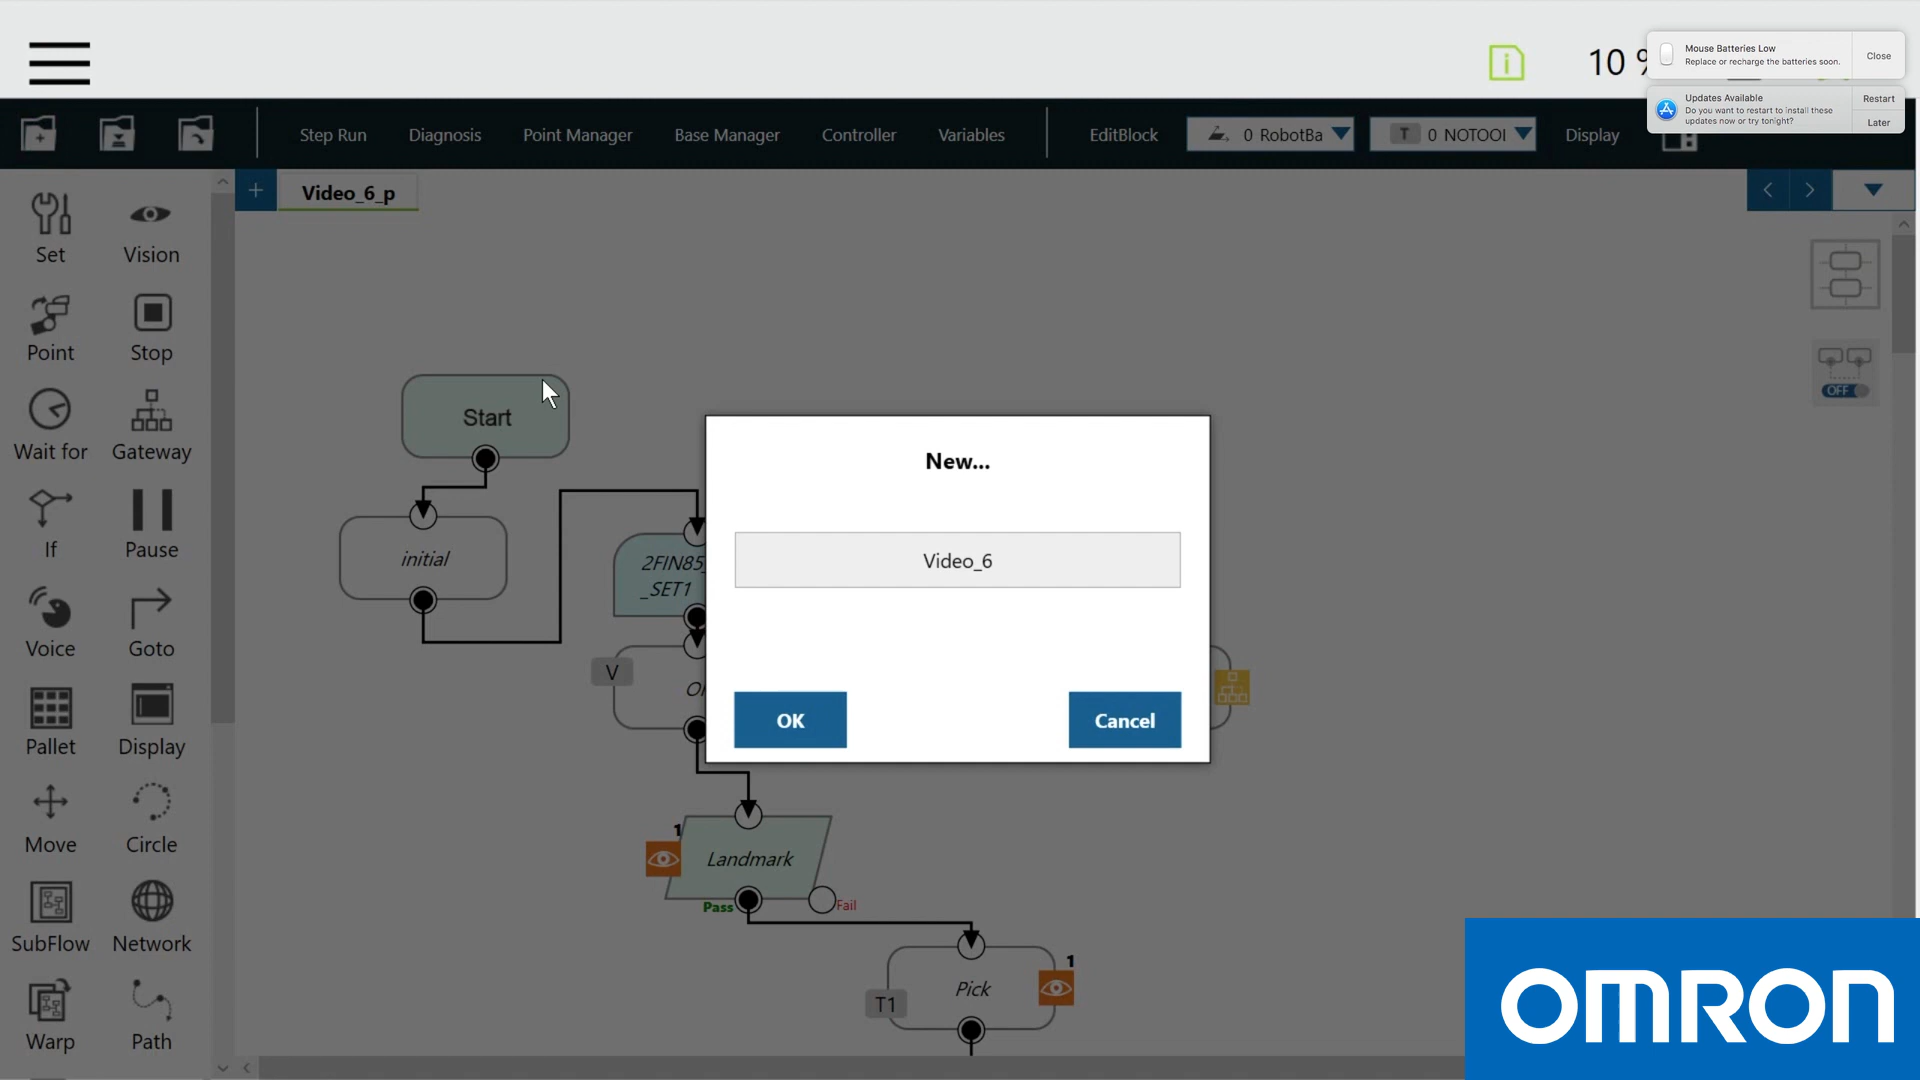 10 %
Mouse Batteries Low
Replace or recharge the batteries soon.
Close
Updates Available
Do you want to restart to install these
updates now or try tonight?
Restart
Later
Step Run
Diagnosis
Point Manager
Base Manager
Controller
Variables
EditBlock
0 RobotBa
T
0 NOTOOl
Display
Set
Vision
Point
Stop
Wait for
Gateway
If
Pause
Voice
Goto
Pallet
Display
Move
Circle
SubFlow
Network
Warp
Path
+
Video_6_p
OFF
Start
initial
2FIN85_
_SET1
V
New...
Video_6
OK
Cancel
1
Landmark
Pass
Fail
1
Pick
T1
OMRON